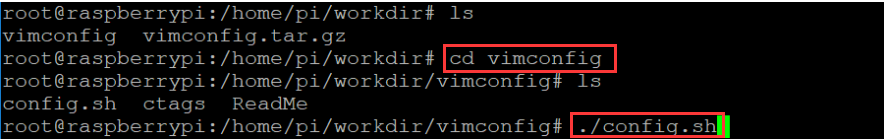 root@raspberrypi:/home/pi/workdir# ls
vimconfig  vimconfig.tar.gz
root@raspberrypi:/home/pi/workdir# cd vimconfig
root@raspberrypi:/home/pi/workdir/vimconfig# ls
config.sh  ctags  ReadMe
root@raspberrypi:/home/pi/workdir/vimconfig# ./config.sh